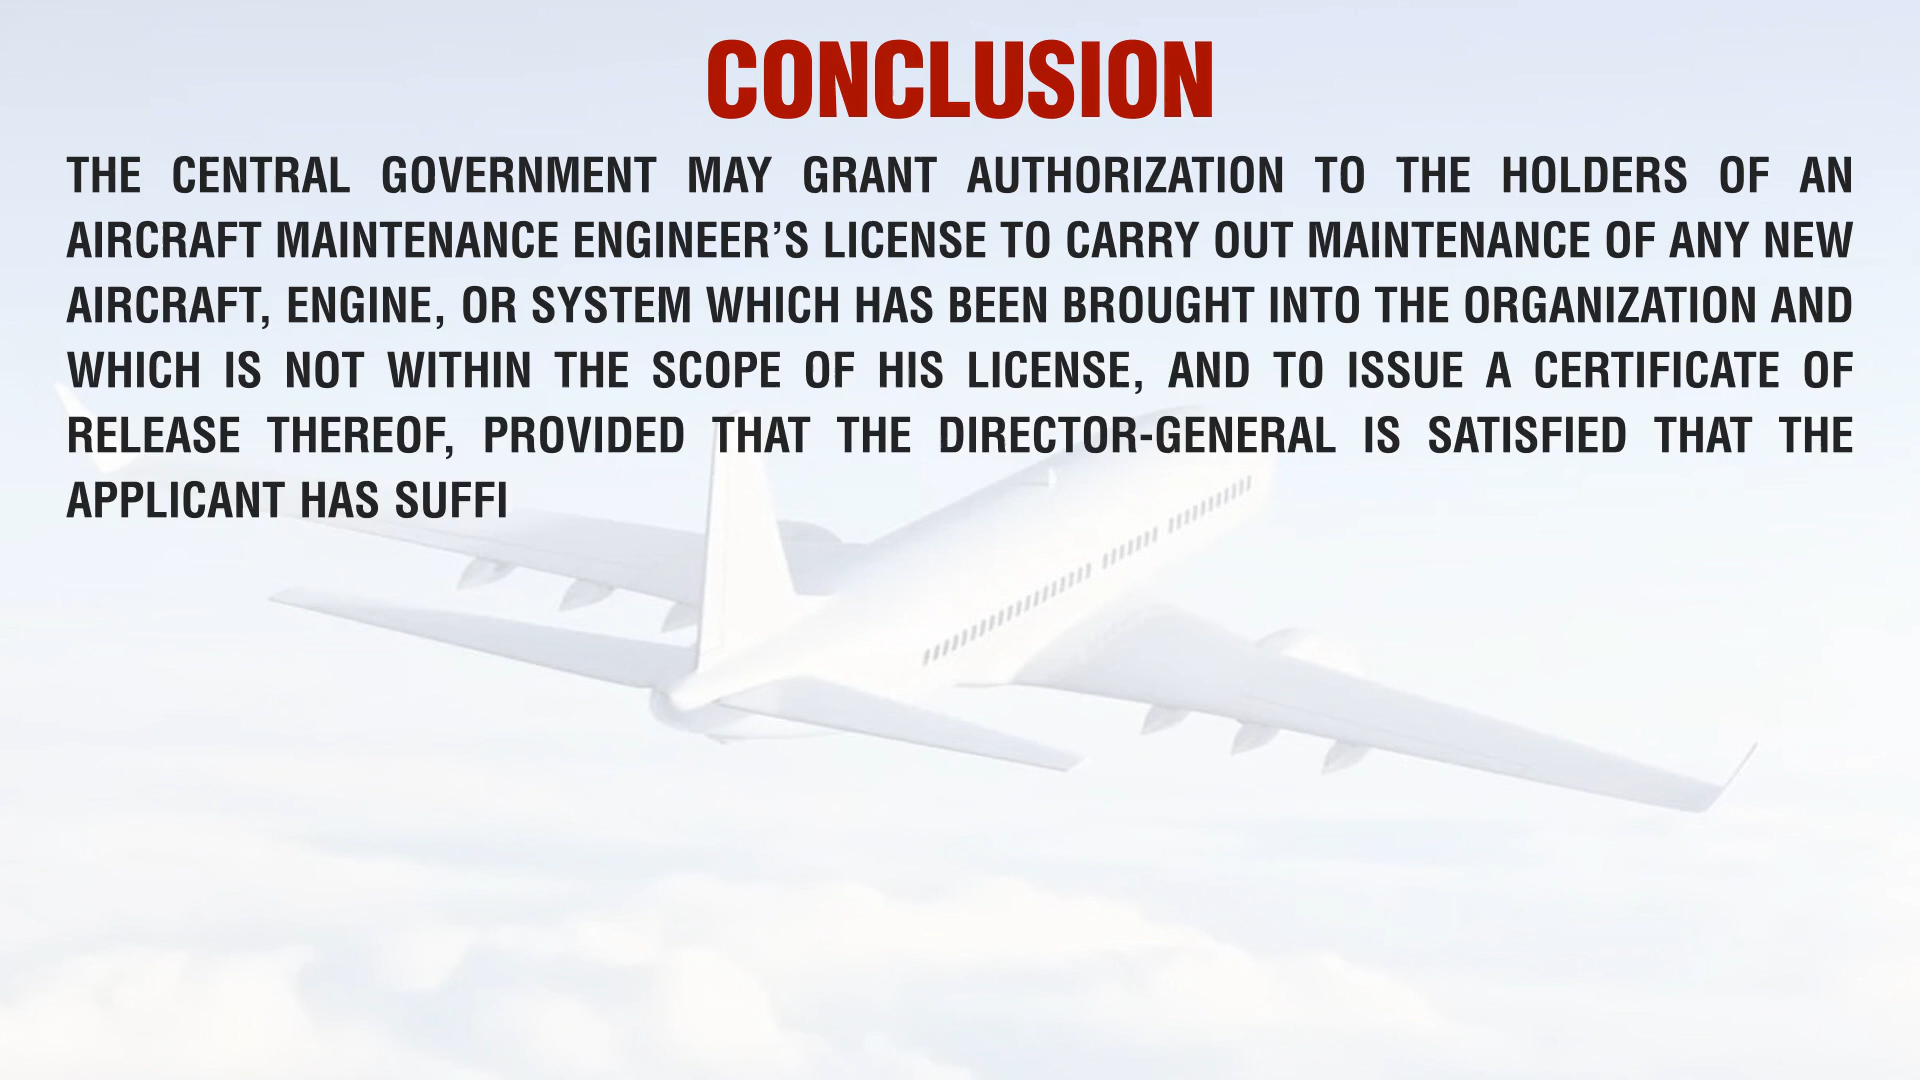 CONCLUSION
THE CENTRAL GOVERNMENT MAY GRANT AUTHORIZATION TO THE HOLDERS OF AN
AIRCRAFT MAINTENANCE ENGINEER’S LICENSE TO CARRY OUT MAINTENANCE OF ANY NEW
AIRCRAFT, ENGINE, OR SYSTEM WHICH HAS BEEN BROUGHT INTO THE ORGANIZATION AND
WHICH IS NOT WITHIN THE SCOPE OF HIS LICENSE, AND TO ISSUE A CERTIFICATE OF
RELEASE THEREOF, PROVIDED THAT THE DIRECTOR-GENERAL IS SATISFIED THAT THE
APPLICANT HAS SUFFI